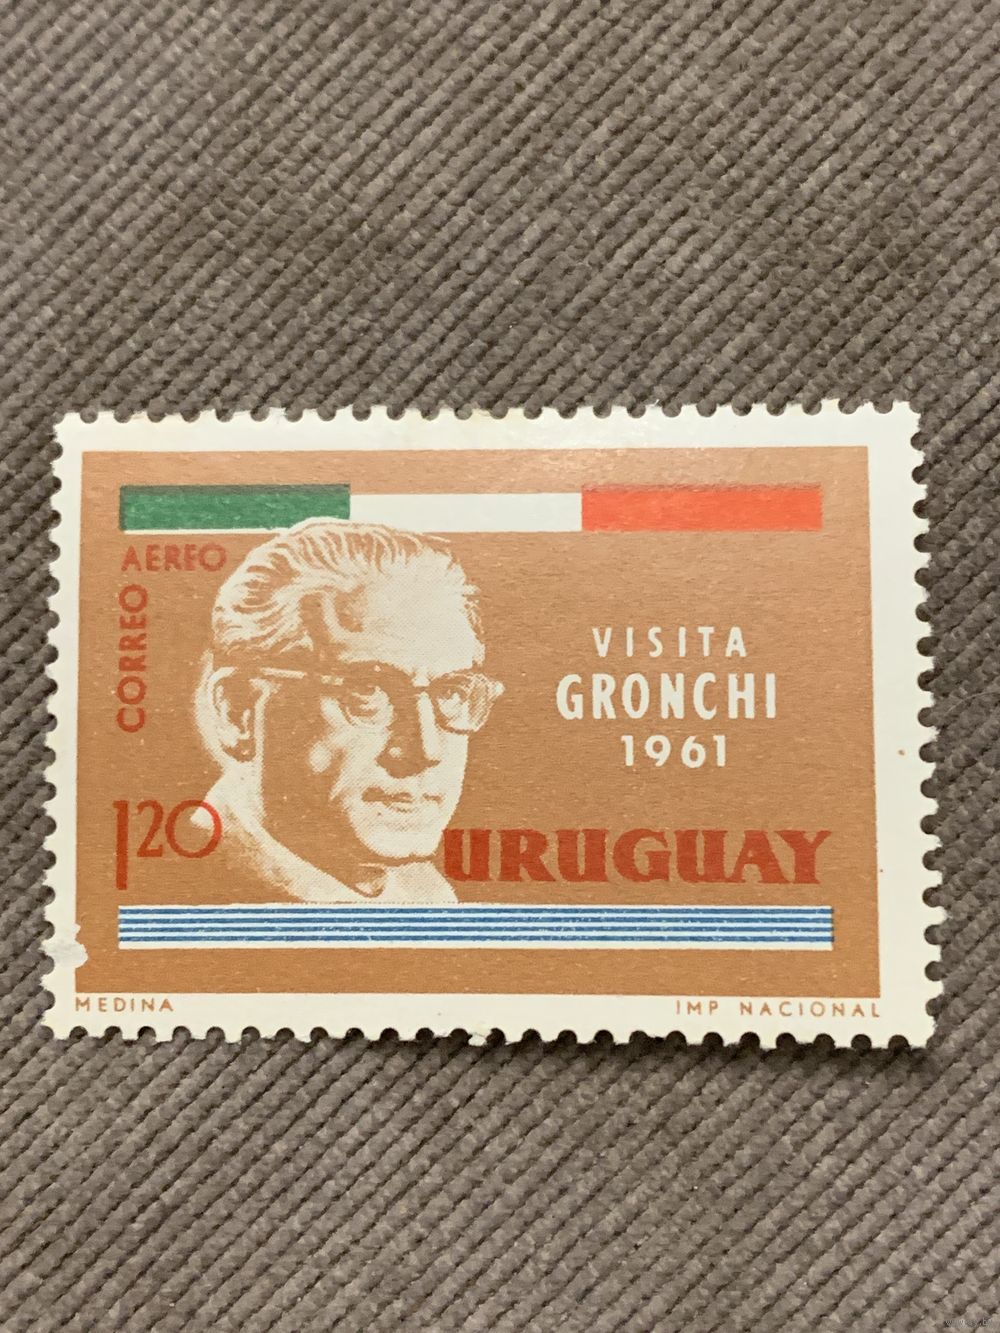 CORREO AEREO
VISITA
GRONCHI
1961
1.20
URUGUAY
MEDINA
IMP NACIONAL